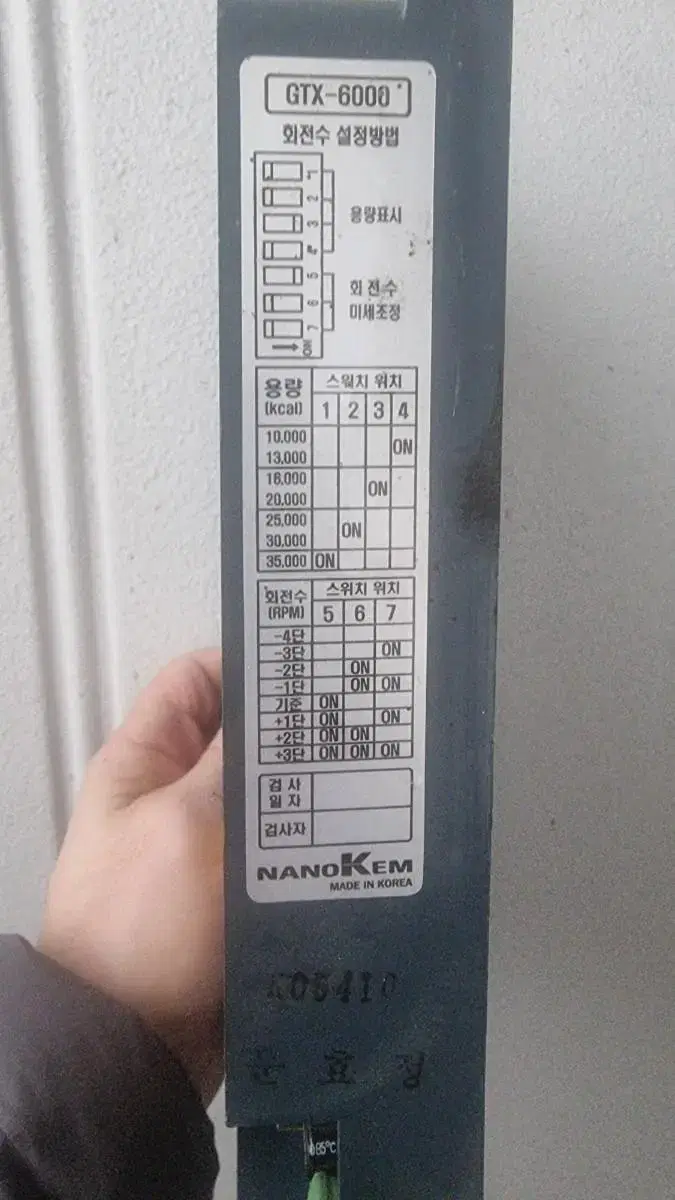 GTX-6000
회전수 설정방법
1
2
3
4
5
6
7
용량표시
회전수
미세조정
ON
용량 (kcal) 스위치 위치
1 2 3 4
10,000
13,000 ON
16,000
20,000 ON
25,000
30,000 ON
35,000 ON
회전수 (RPM) 스위치 위치
5 6 7
-4단
-3단 ON
-2단 ON
-1단 ON ON
기준 ON
+1단 ON ON
+2단 ON ON
+3단 ON ON ON
검사
일자
검사자
NANOKEM
MADE IN KOREA
05410
효정
85°C